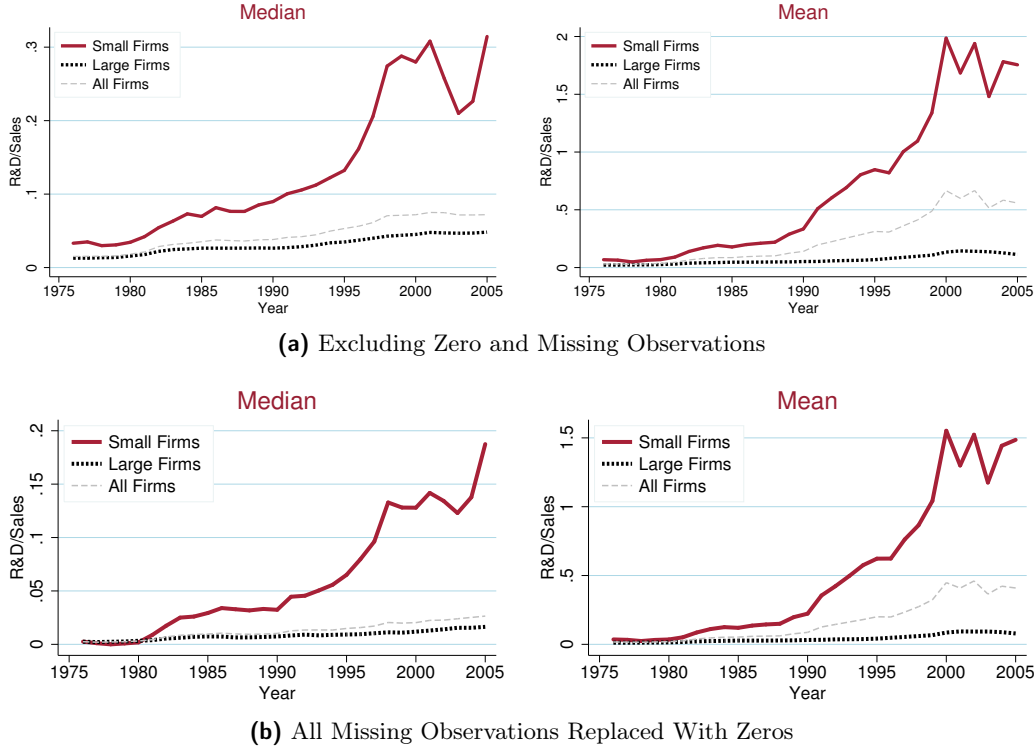 Median
R&D/Sales
.3
.2
.1
0
Small Firms
Large Firms
All Firms
1975 1980 1985 1990 1995 2000 2005
Year
Mean
R&D/Sales
2
1.5
1
.5
0
Small Firms
Large Firms
All Firms
1975 1980 1985 1990 1995 2000 2005
Year
(a) Excluding Zero and Missing Observations
Median
R&D/Sales
.2
.15
.1
.05
0
Small Firms
Large Firms
All Firms
1975 1980 1985 1990 1995 2000 2005
Year
Mean
R&D/Sales
1.5
1
.5
0
Small Firms
Large Firms
All Firms
1975 1980 1985 1990 1995 2000 2005
Year
(b) All Missing Observations Replaced With Zeros